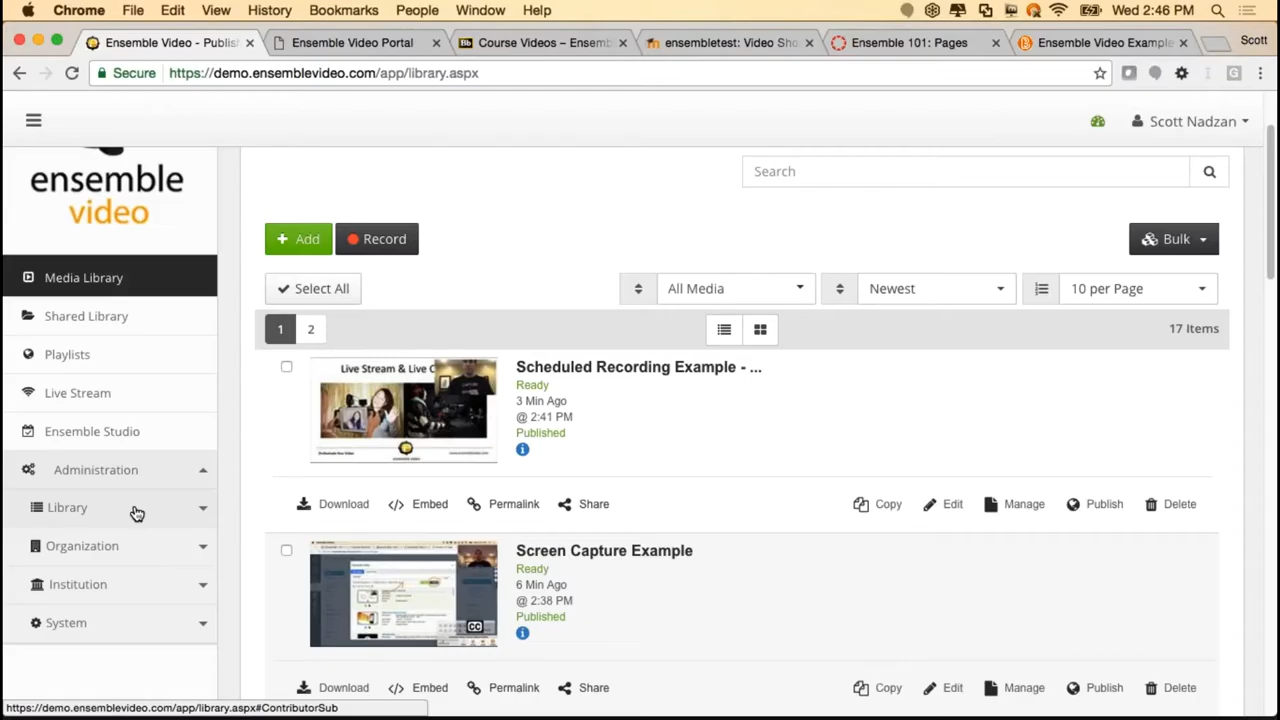 Chrome File Edit View History Bookmarks People Window Help Wed 2:46 PM
Ensemble Video - Publis
Ensemble Video Portal
Course Videos – Ensemb
ensembletest: Video Sho
Ensemble 101: Pages
Ensemble Video Example
Scott
Secure https://demo.ensemblevideo.com/app/library.aspx
Scott Nadzan
ensemble
video
Search
Add
Record
Bulk
Media Library
Shared Library
Playlists
Live Stream
Ensemble Studio
Administration
Library
Organization
Institution
System
Select All
All Media
Newest
10 per Page
1 2
17 Items
Live Stream & Live C
Scheduled Recording Example - ...
Ready
3 Min Ago
@ 2:41 PM
Published
Download Embed Permalink Share Copy Edit Manage Publish Delete
CC
Screen Capture Example
Ready
6 Min Ago
@ 2:38 PM
Published
Download Embed Permalink Share Copy Edit Manage Publish Delete
https://demo.ensemblevideo.com/app/library.aspx#ContributorSub